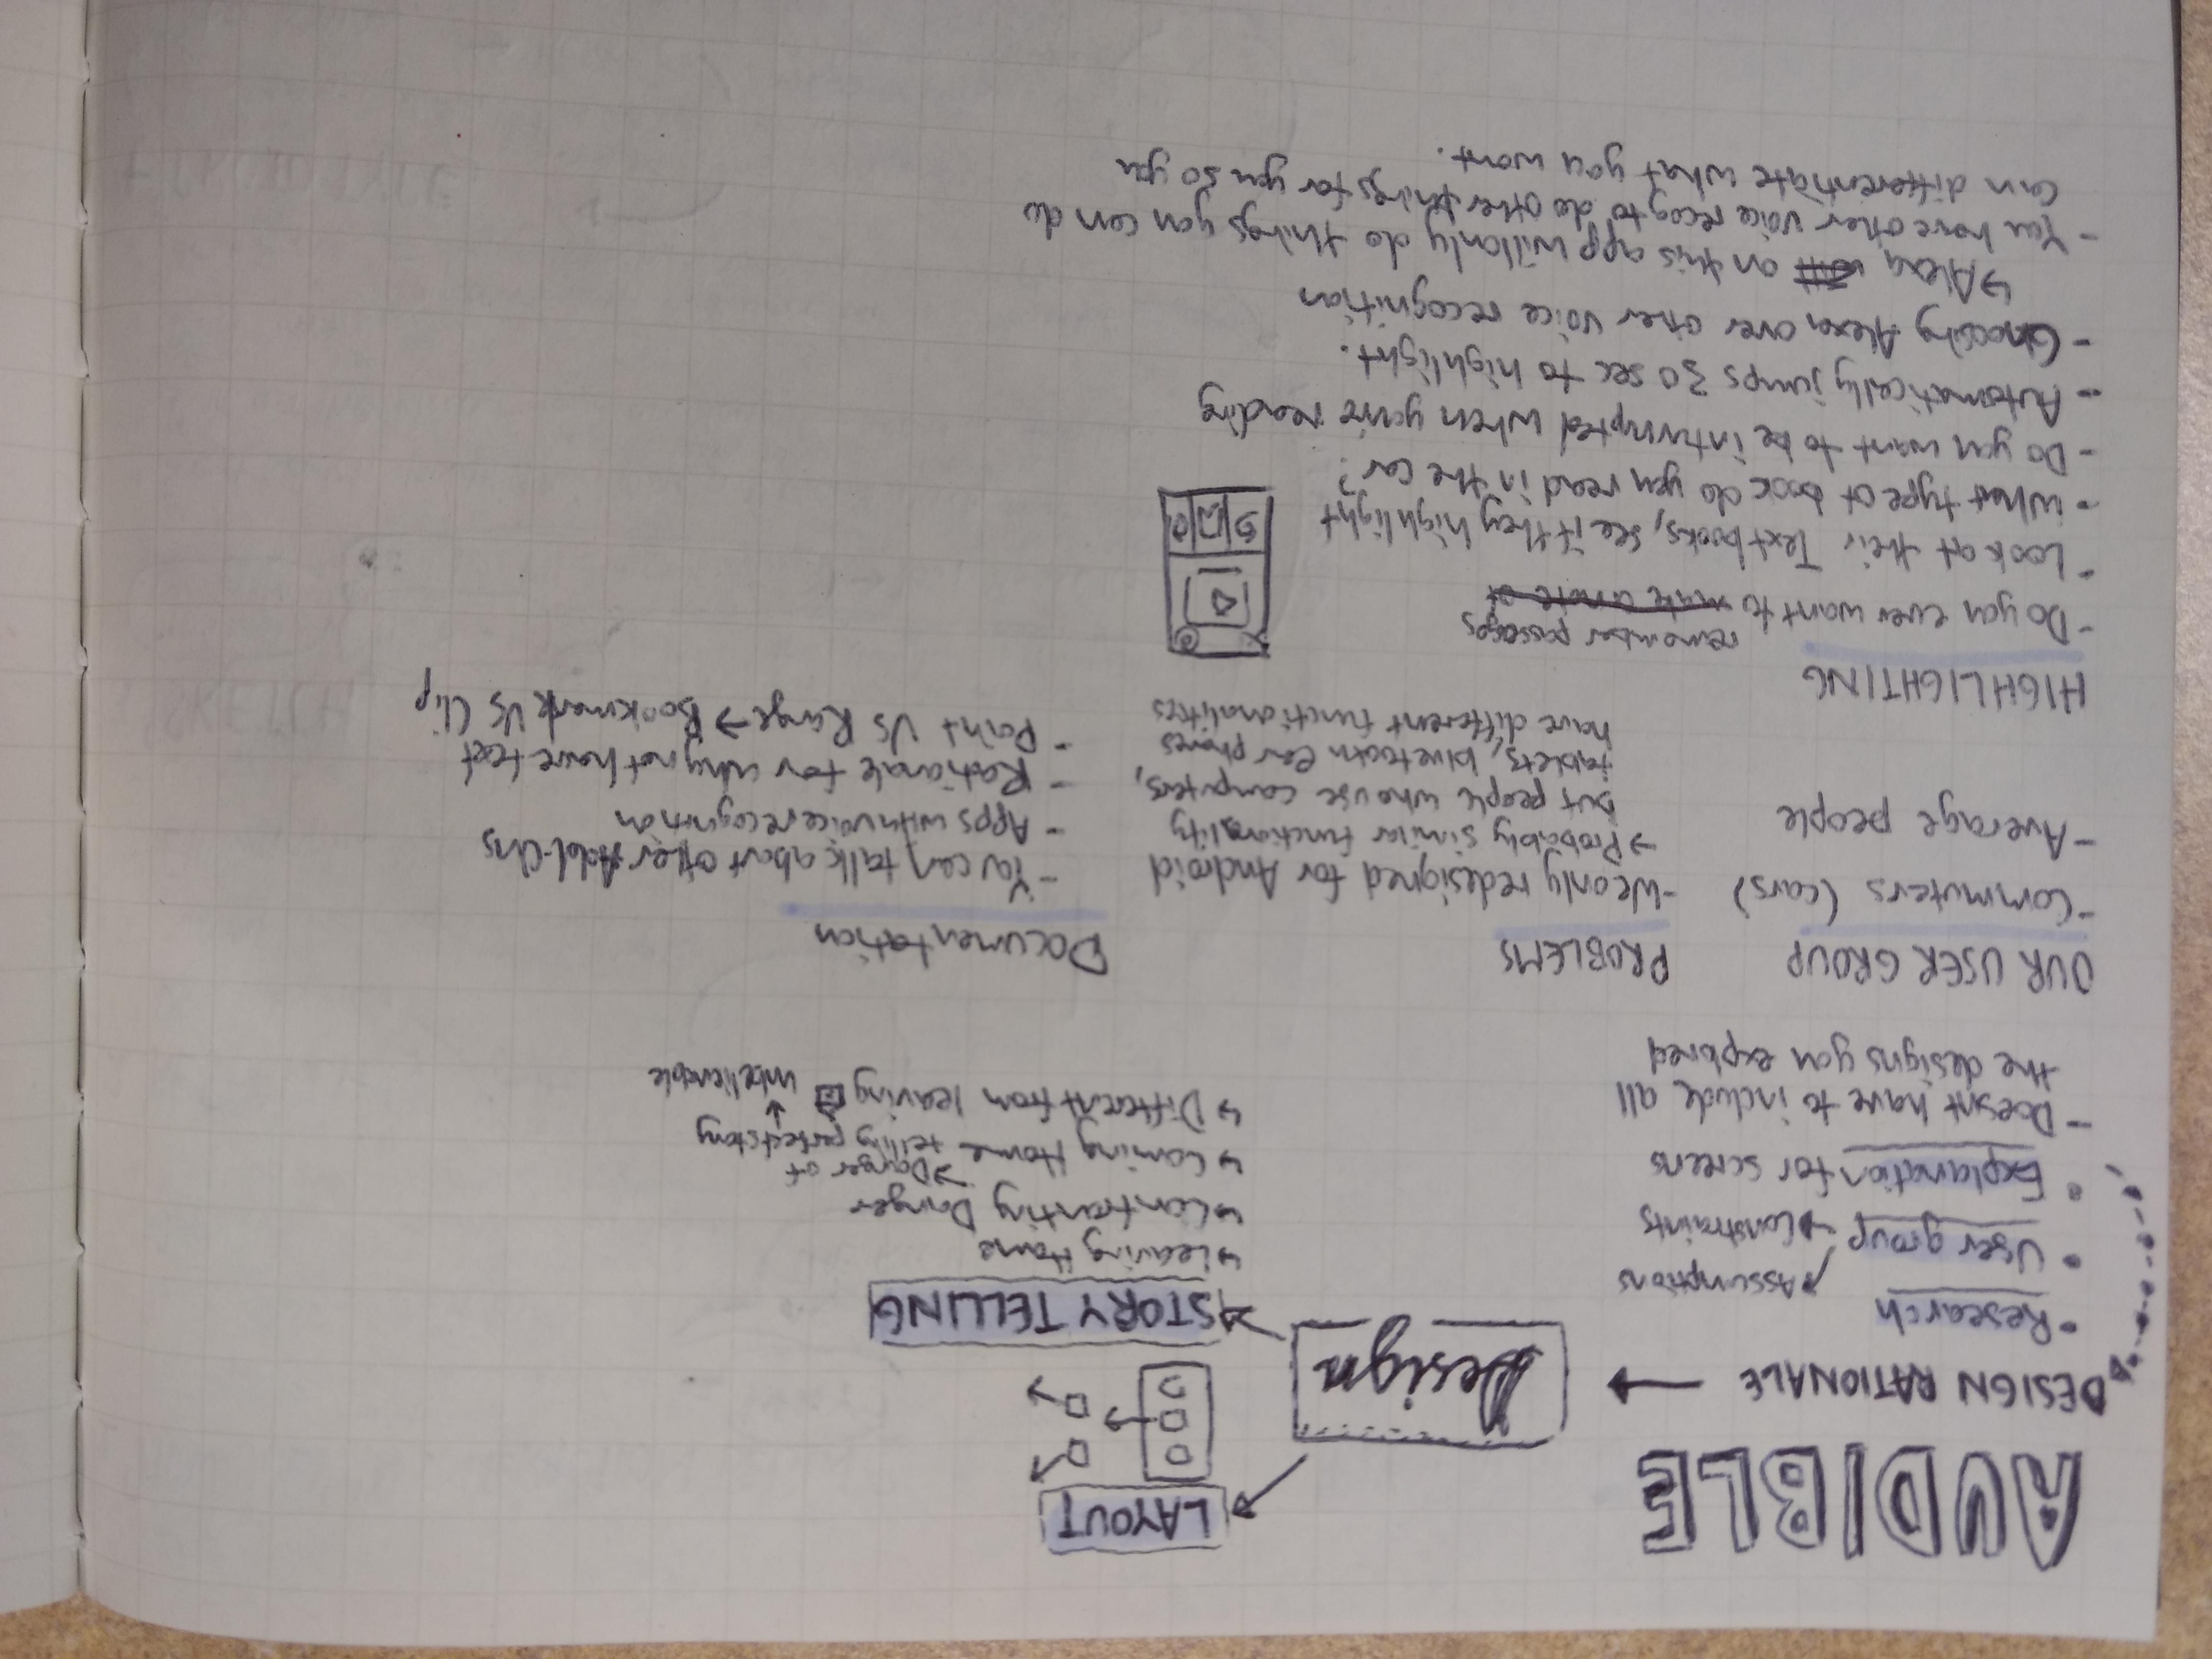 AUDIBLE
DESIGN RATIONALE
• Research
• User group
Assumptions
Constraints
• Explaination for screens
- Doesnt have to include all
the designs you explored
Design
LAYOUT
STORY TELLING
↳ Leaving Home
↳ Confronting Danger
↳ Coming Home
→ Danger of
telling perfect story
↳ Different from leaving
Unbelievable
OUR USER GROUP
- Commuters (cars)
- Average people
PROBLEMS
- We only redesigned for Android
→ Probably similar functionality
but people who use computers,
tablets, bluetooth ear phones
have different functionalities
Documentation
- You can talk about other Add-Ons
- Apps with voice recognition
- Rationale for why not have text
- Point Vs Range → Bookmark Vs Clip
HIGHLIGHTING
- Do you ever want to make a note of
remember passages
- Look at their Textbooks, see if they highlight
- What type of book do you read in the car?
- Do you want to be interrupted when you're reading
- Automatically jumps 30 sec to highlight.
- Choosing Alexa over other voice recognition
↳ Alexa on this app will only do things you can do
- You have other voice recog to do other things for you so you
can differentiate what you want.